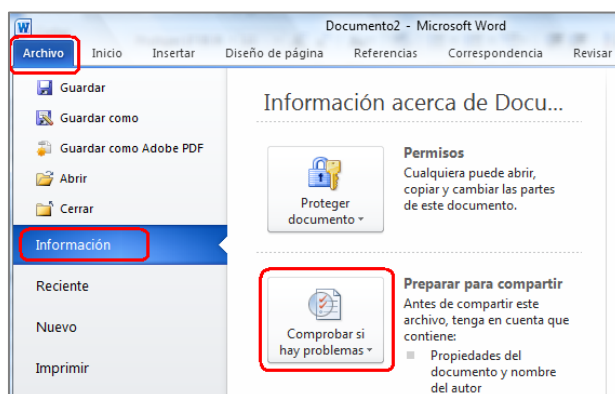 Documento2 - Microsoft Word
Archivo Inicio Insertar Diseño de página Referencias Correspondencia Revisar
Guardar
Guardar como
Guardar como Adobe PDF
Abrir
Cerrar
Información
Reciente
Nuevo
Imprimir
Información acerca de Docu...
Proteger
documento
Permisos
Cualquiera puede abrir,
copiar y cambiar las partes
de este documento.
Comprobar si
hay problemas
Preparar para compartir
Antes de compartir este
archivo, tenga en cuenta que
contiene:
Propiedades del
documento y nombre
del autor